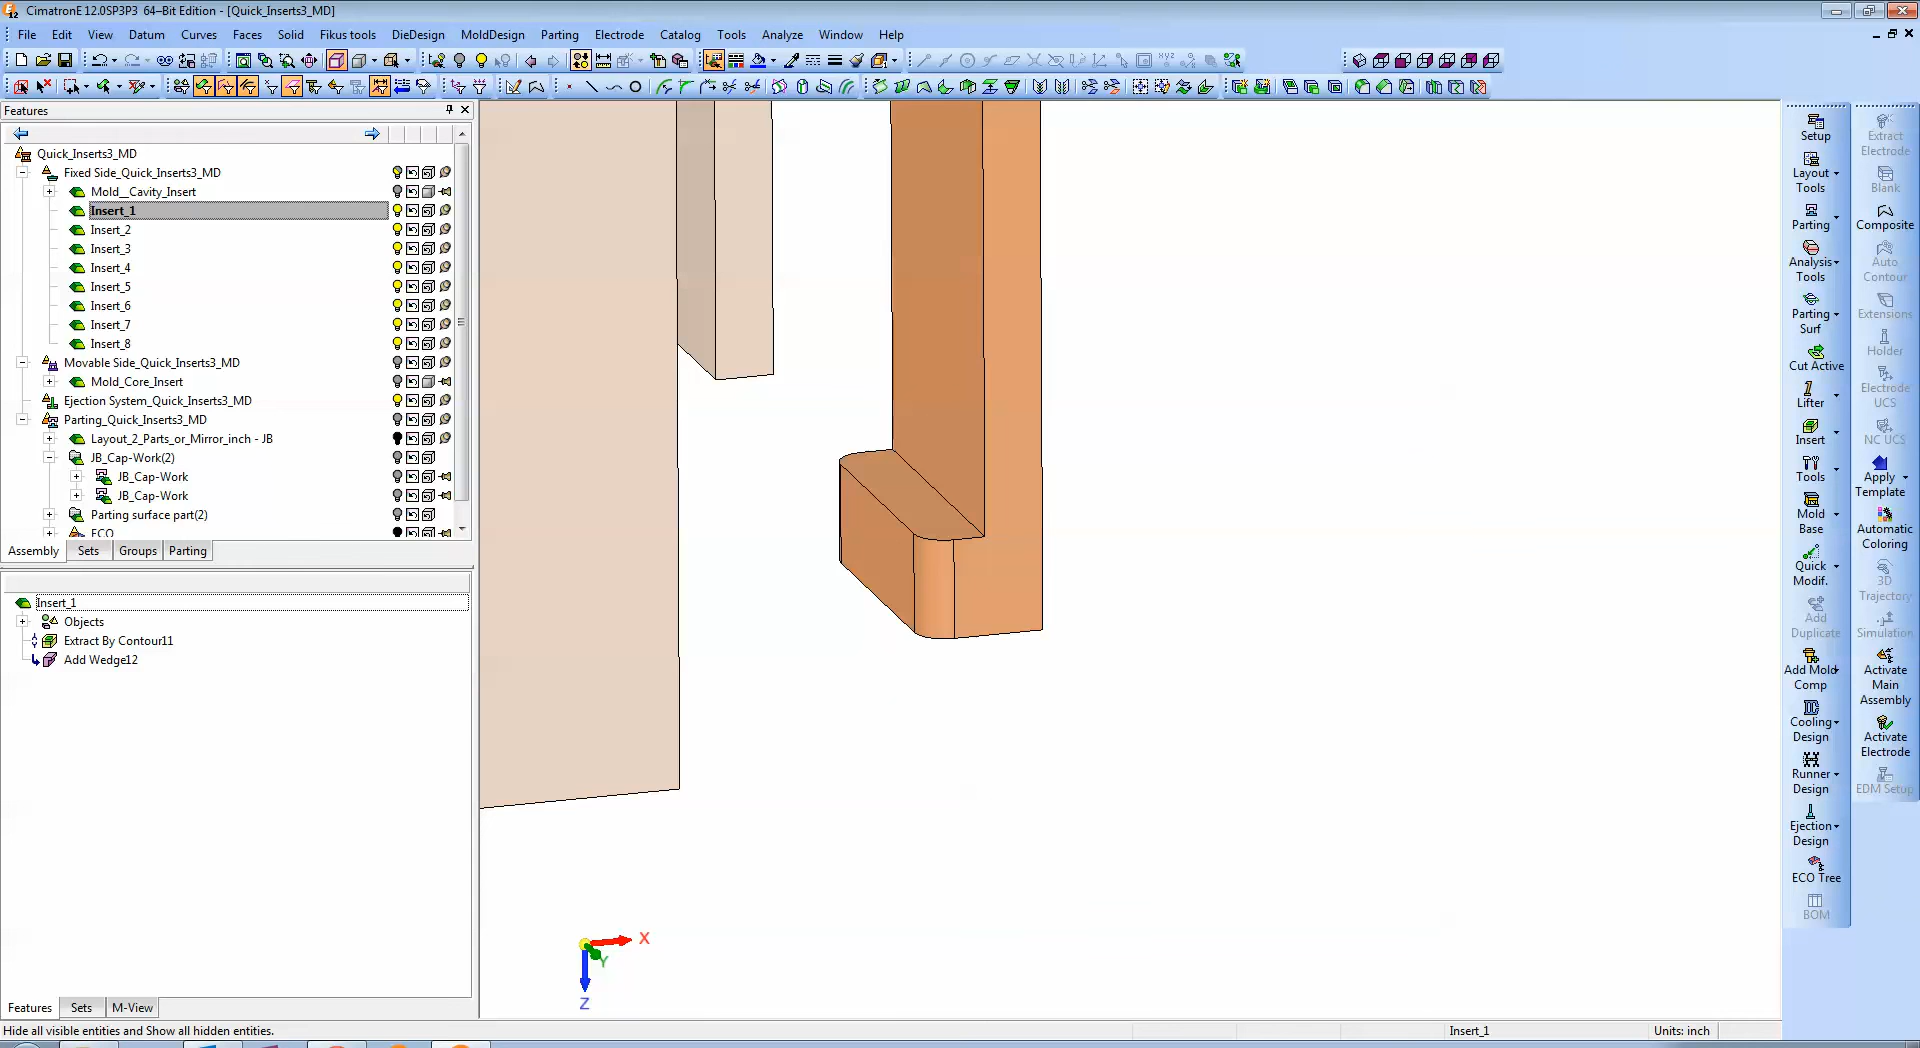 CimatronE 12.0SP3P3 64–Bit Edition - [Quick_Inserts3_MD]
File Edit View Datum Curves Faces Solid Fikus tools DieDesign MoldDesign Parting Electrode Catalog Tools Analyze Window Help
Features
Quick_Inserts3_MD
Fixed Side_Quick_Inserts3_MD
Mold__Cavity_Insert
Insert_1
Insert_2
Insert_3
Insert_4
Insert_5
Insert_6
Insert_7
Insert_8
Movable Side_Quick_Inserts3_MD
Mold_Core_Insert
Ejection System_Quick_Inserts3_MD
Parting_Quick_Inserts3_MD
Layout_2_Parts_or_Mirror_inch - JB
JB_Cap-Work(2)
JB_Cap-Work
JB_Cap-Work
Parting surface part(2)
ECO
Assembly Sets Groups Parting
Insert_1
Objects
Extract By Contour11
Add Wedge12
Features Sets M-View
X
Y
Z
Setup
Layout
Tools
Parting
Analysis
Tools
Parting
Surf
Cut Active
Lifter
Insert
Tools
Mold
Base
Quick
Modif.
Add
Duplicate
Add Mold
Comp
Cooling
Design
Runner
Design
Ejection
Design
ECO Tree
BOM
Extract
Electrode
Blank
Composite
Auto
Contour
Extensions
Holder
Electrode
UCS
NC UCS
Apply
Template
Automatic
Coloring
3D
Trajectory
Simulation
Activate
Main
Assembly
Activate
Electrode
EDM Setup
Hide all visible entities and Show all hidden entities. Insert_1 Units: inch